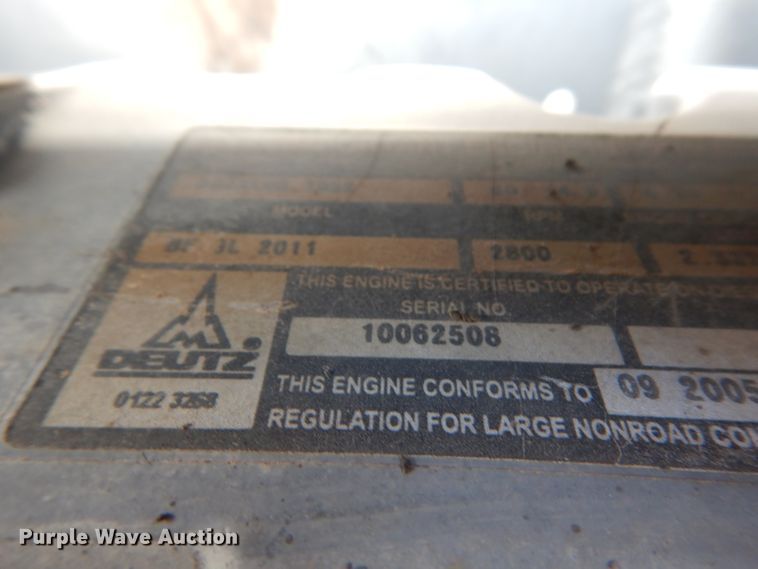 MODEL RPM
2011 2800
THIS ENGINE IS CERTIFIED TO OPERATE ON
SERIAL NO.
10062508
DEUTZ
0122 3268
THIS ENGINE CONFORMS TO 09 2005
REGULATION FOR LARGE NONROAD
Purple Wave Auction